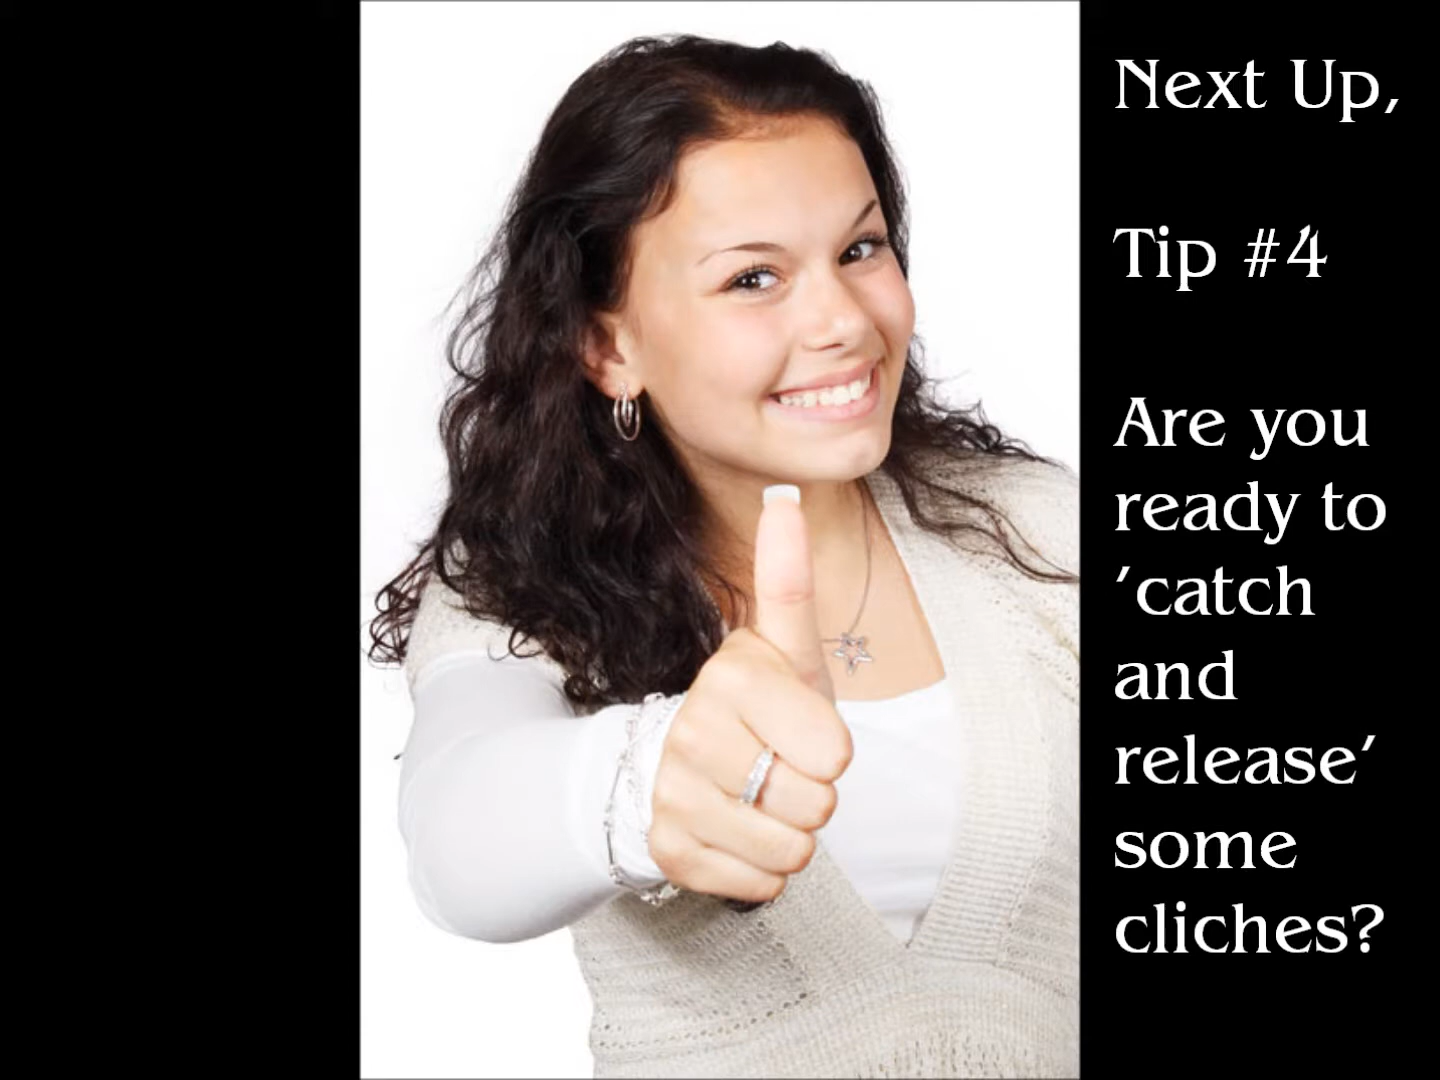 Next Up,
Tip #4
Are you
ready to
'catch
and
release'
some
cliches?